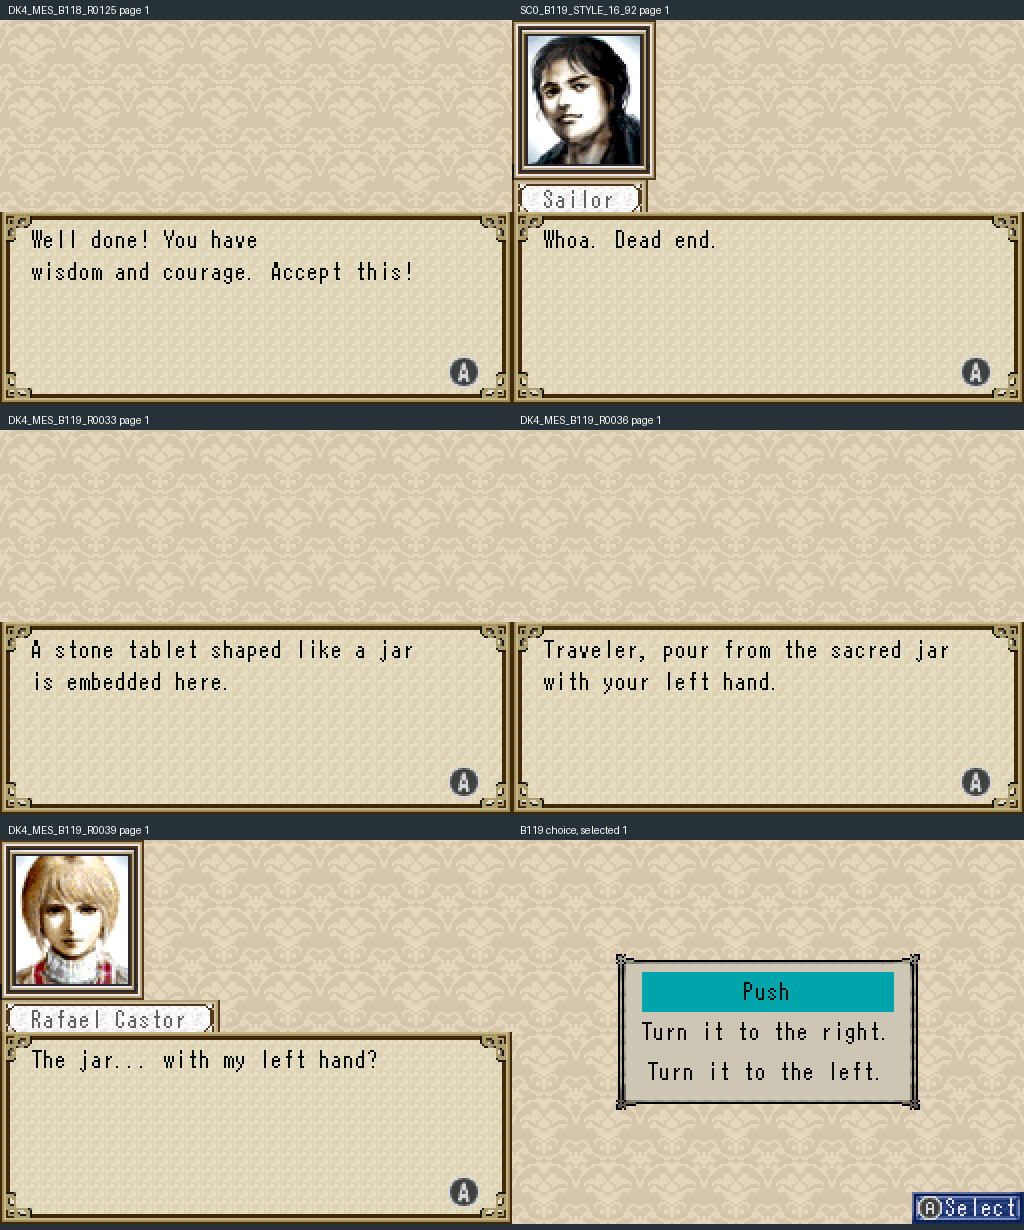 DK4_MES_B118_R0125 page 1
SC0_B119_STYLE_16_92 page 1
Sailor
Well done! You have
wisdom and courage. Accept this!
A
Whoa. Dead end.
A
DK4_MES_B119_R0033 page 1
DK4_MES_B119_R0036 page 1
A stone tablet shaped like a jar
is embedded here.
A
Traveler, pour from the sacred jar
with your left hand.
A
DK4_MES_B119_R0039 page 1
B119 choice, selected 1
Rafael Castor
The jar... with my left hand?
A
Push
Turn it to the right.
Turn it to the left.
A Select